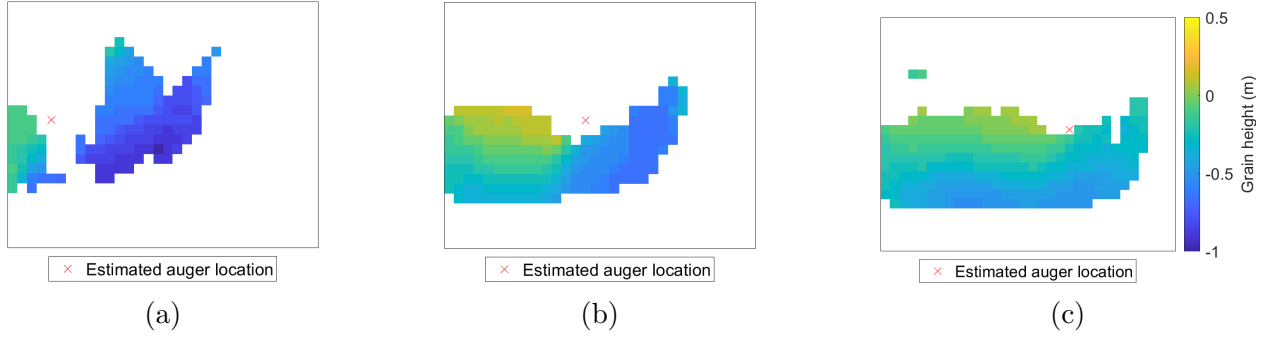 0.5
0
-0.5
-1
Grain height (m)
× Estimated auger location
× Estimated auger location
× Estimated auger location
(a)
(b)
(c)